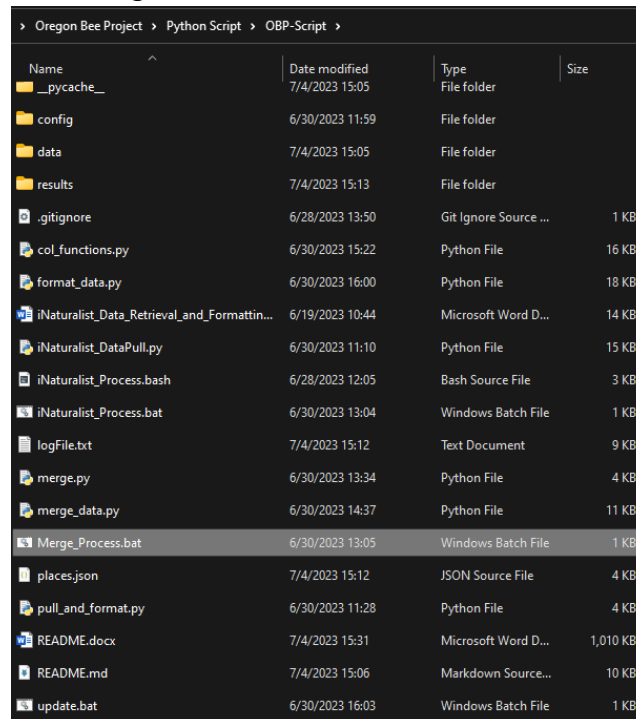 › Oregon Bee Project › Python Script › OBP-Script ›
Name Date modified Type Size
__pycache__ 7/4/2023 15:05 File folder
config 6/30/2023 11:59 File folder
data 7/4/2023 15:05 File folder
results 7/4/2023 15:13 File folder
.gitignore 6/28/2023 13:50 Git Ignore Source ... 1 KB
col_functions.py 6/30/2023 15:22 Python File 16 KB
format_data.py 6/30/2023 16:00 Python File 18 KB
iNaturalist_Data_Retrieval_and_Formattin... 6/19/2023 10:44 Microsoft Word D... 14 KB
iNaturalist_DataPull.py 6/30/2023 11:10 Python File 15 KB
iNaturalist_Process.bash 6/28/2023 12:05 Bash Source File 3 KB
iNaturalist_Process.bat 6/30/2023 13:04 Windows Batch File 1 KB
logFile.txt 7/4/2023 15:12 Text Document 9 KB
merge.py 6/30/2023 13:34 Python File 4 KB
merge_data.py 6/30/2023 14:37 Python File 11 KB
Merge_Process.bat 6/30/2023 13:05 Windows Batch File 1 KB
places.json 7/4/2023 15:12 JSON Source File 4 KB
pull_and_format.py 6/30/2023 11:28 Python File 4 KB
README.docx 7/4/2023 15:31 Microsoft Word D... 1,010 KB
README.md 7/4/2023 15:06 Markdown Source... 10 KB
update.bat 6/30/2023 16:03 Windows Batch File 1 KB